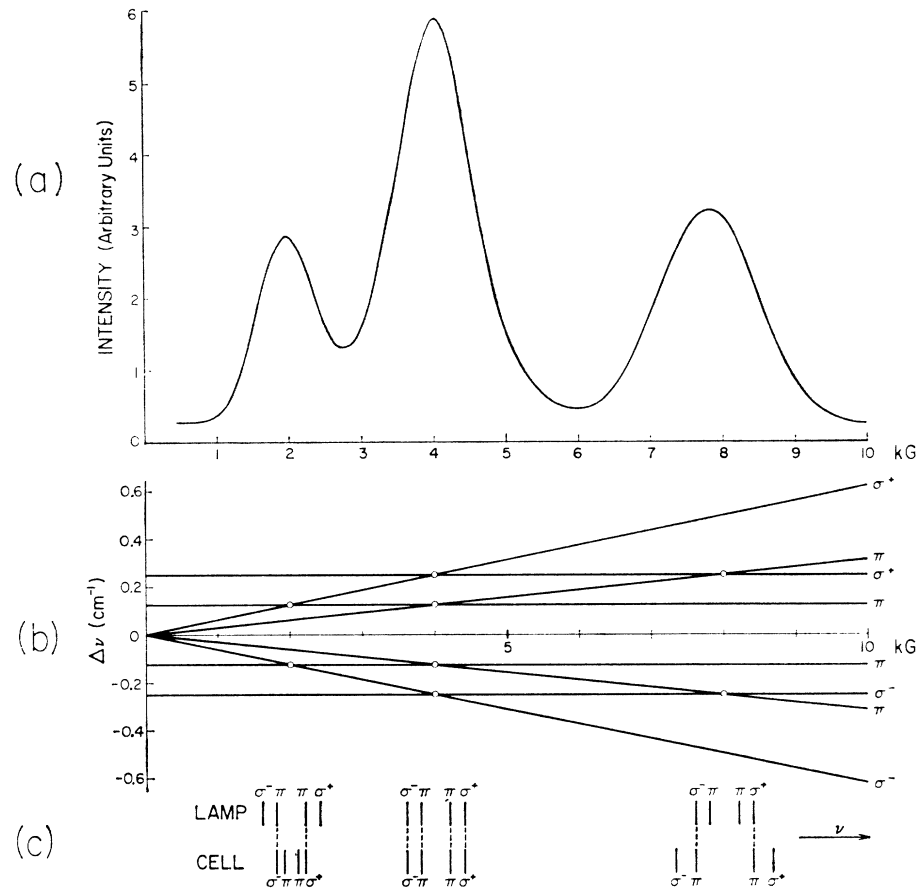 (a)
INTENSITY (Arbitrary Units)
6
5
4
3
2
1
0
1 2 3 4 5 6 7 8 9 10 kG
(b)
Δν (cm⁻¹)
0.6
0.4
0.2
0
-0.2
-0.4
-0.6
5 10 kG
σ⁺
π
σ⁺
π
π
σ⁻
π
σ⁻
(c)
LAMP
σ⁻ π π σ⁺ σ⁻ π π σ⁺ σ⁻ π π σ⁺
ν
CELL
σ⁻ π π σ⁺ σ⁻ π π σ⁺ σ⁻ π π σ⁺